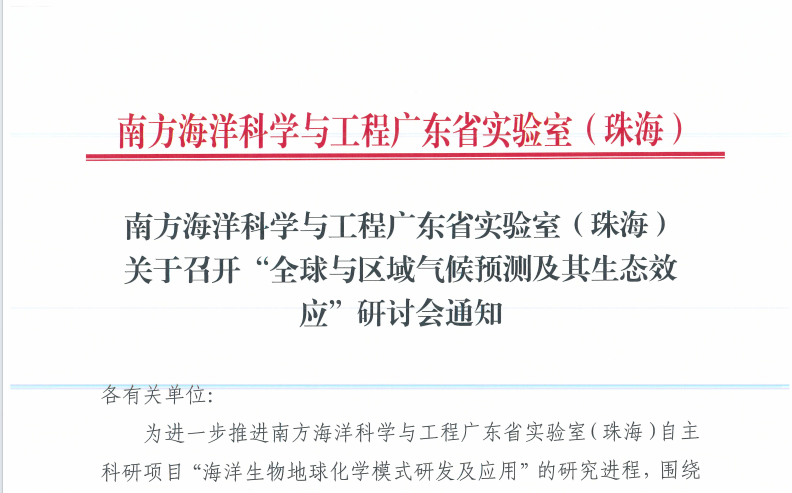 南方海洋科学与工程广东省实验室（珠海）
南方海洋科学与工程广东省实验室（珠海）
关于召开“全球与区域气候预测及其生态效
应”研讨会通知
各有关单位：
为进一步推进南方海洋科学与工程广东省实验室（珠海）自主
科研项目“海洋生物地球化学模式研发及应用”的研究进程，围绕